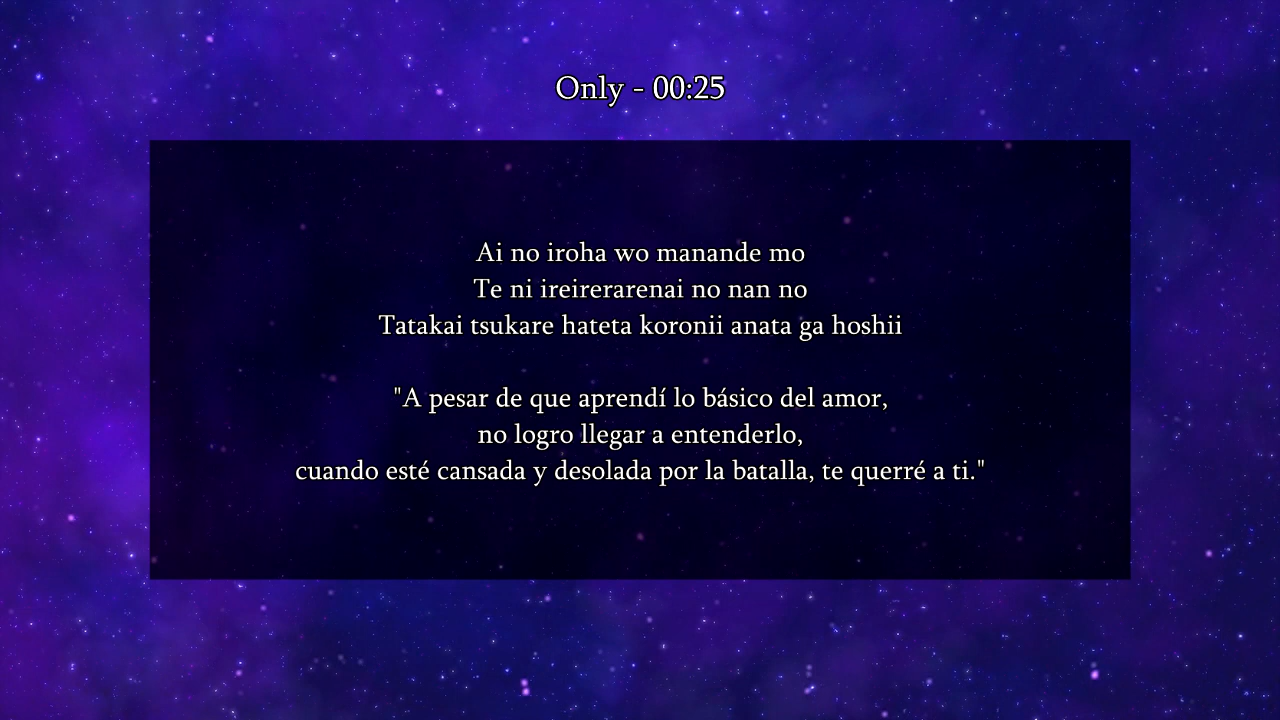 Only - 00:25
Ai no iroha wo manande mo
Te ni ireirerarenai no nan no
Tatakai tsukare hateta koronii anata ga hoshii
"A pesar de que aprendí lo básico del amor,
no logro llegar a entenderlo,
cuando esté cansada y desolada por la batalla, te querré a ti."